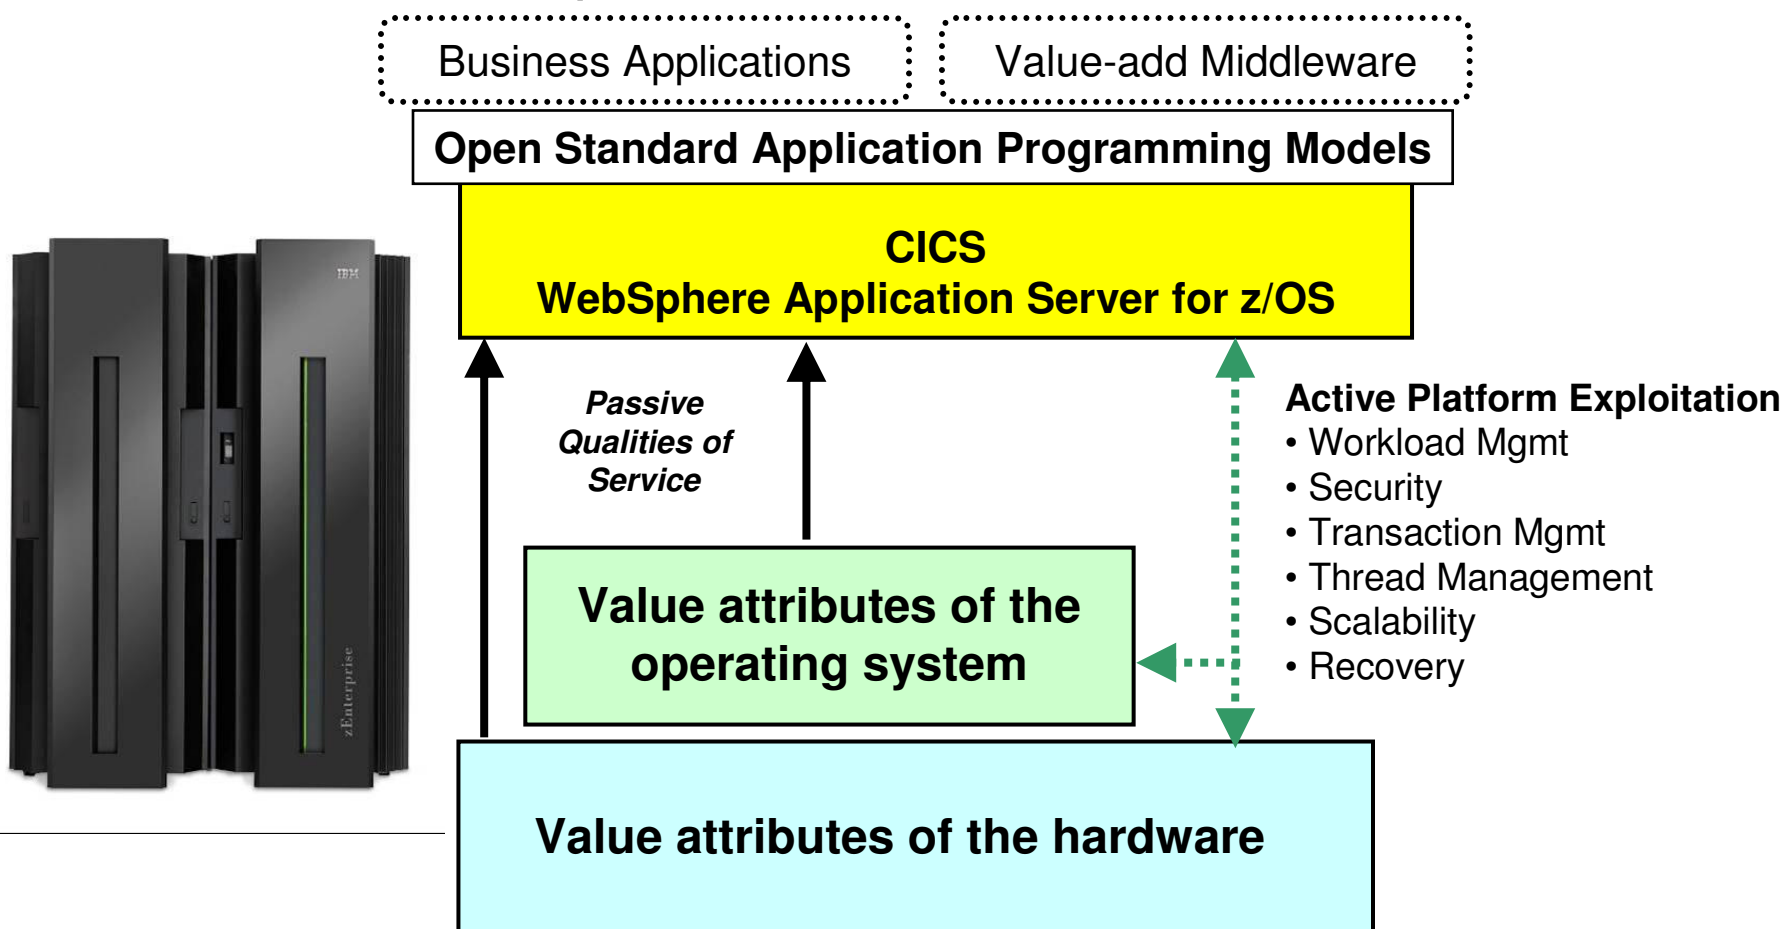 Business Applications
Value-add Middleware
Open Standard Application Programming Models
CICS
WebSphere Application Server for z/OS
IBM
zEnterprise
Passive
Qualities of
Service
Active Platform Exploitation
• Workload Mgmt
• Security
• Transaction Mgmt
• Thread Management
• Scalability
• Recovery
Value attributes of the
operating system
Value attributes of the hardware